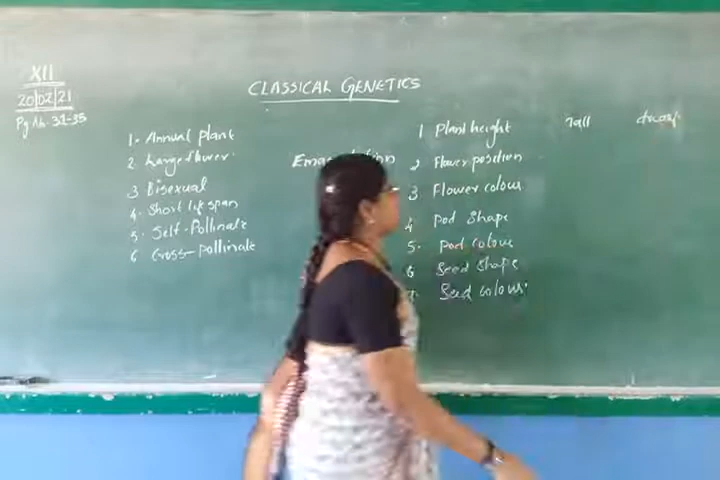 XII
20/02/21
Pg No. 31-35
CLASSICAL GENETICS
1. Annual plant
2. Large flower.
3 Bisexual
4. Short life span
5. Self-Pollinate
6 Cross-pollinate
1 Plant height Tall dwarf
2 Flower position
3 Flower colour
4 Pod Shape
5. Pod colour
6 Seed Shape
7. Seed colour